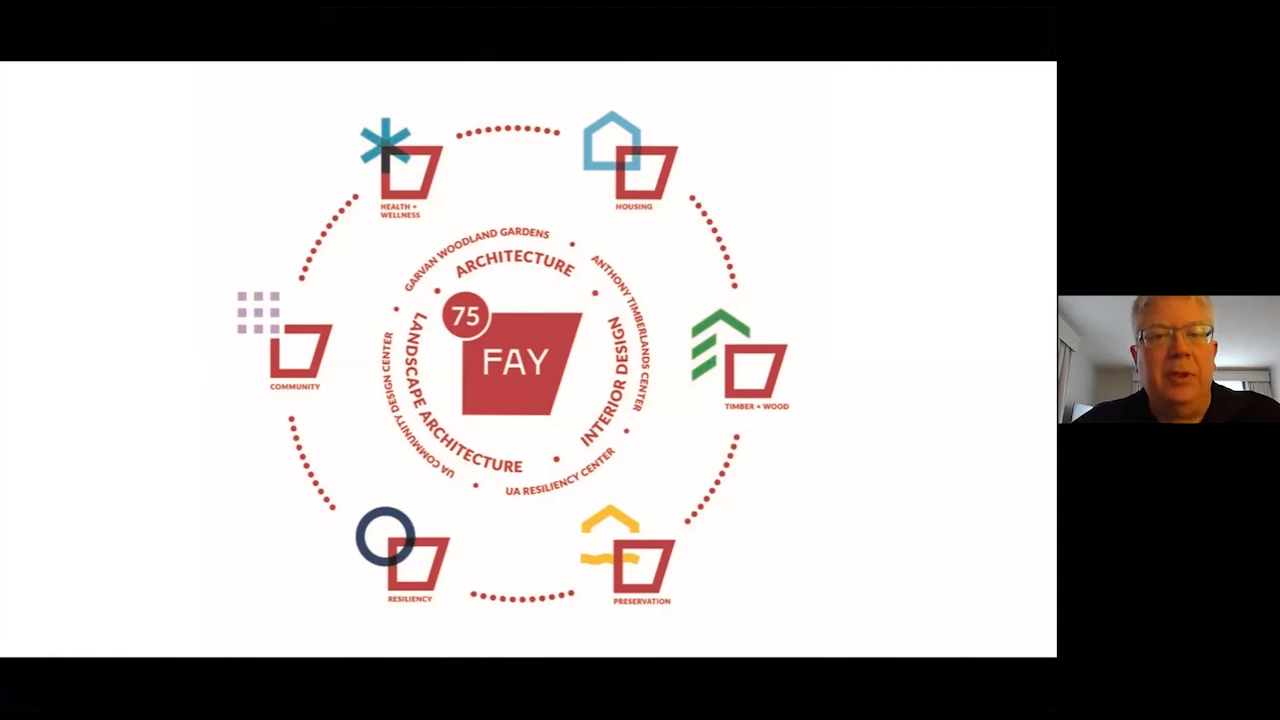 HEALTH +
WELLNESS
HOUSING
GARVAN WOODLAND GARDENS
ARCHITECTURE
ANTHONY TIMBERLANDS CENTER
75
FAY
LANDSCAPE ARCHITECTURE
INTERIOR DESIGN
UA COMMUNITY DESIGN CENTER
COMMUNITY
TIMBER + WOOD
UA RESILIENCY CENTER
RESILIENCY
PRESERVATION